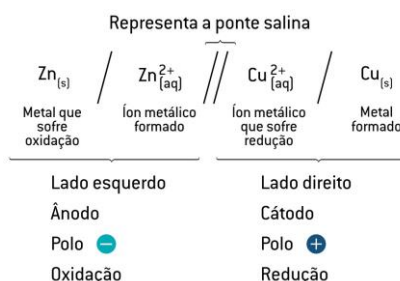 Representa a ponte salina
Zn(s) / Zn2+(aq) // Cu2+(aq) / Cu(s)
Metal que sofre oxidação
Íon metálico formado
Íon metálico que sofre redução
Metal formado
Lado esquerdo
Lado direito
Ânodo
Cátodo
Polo −
Polo +
Oxidação
Redução